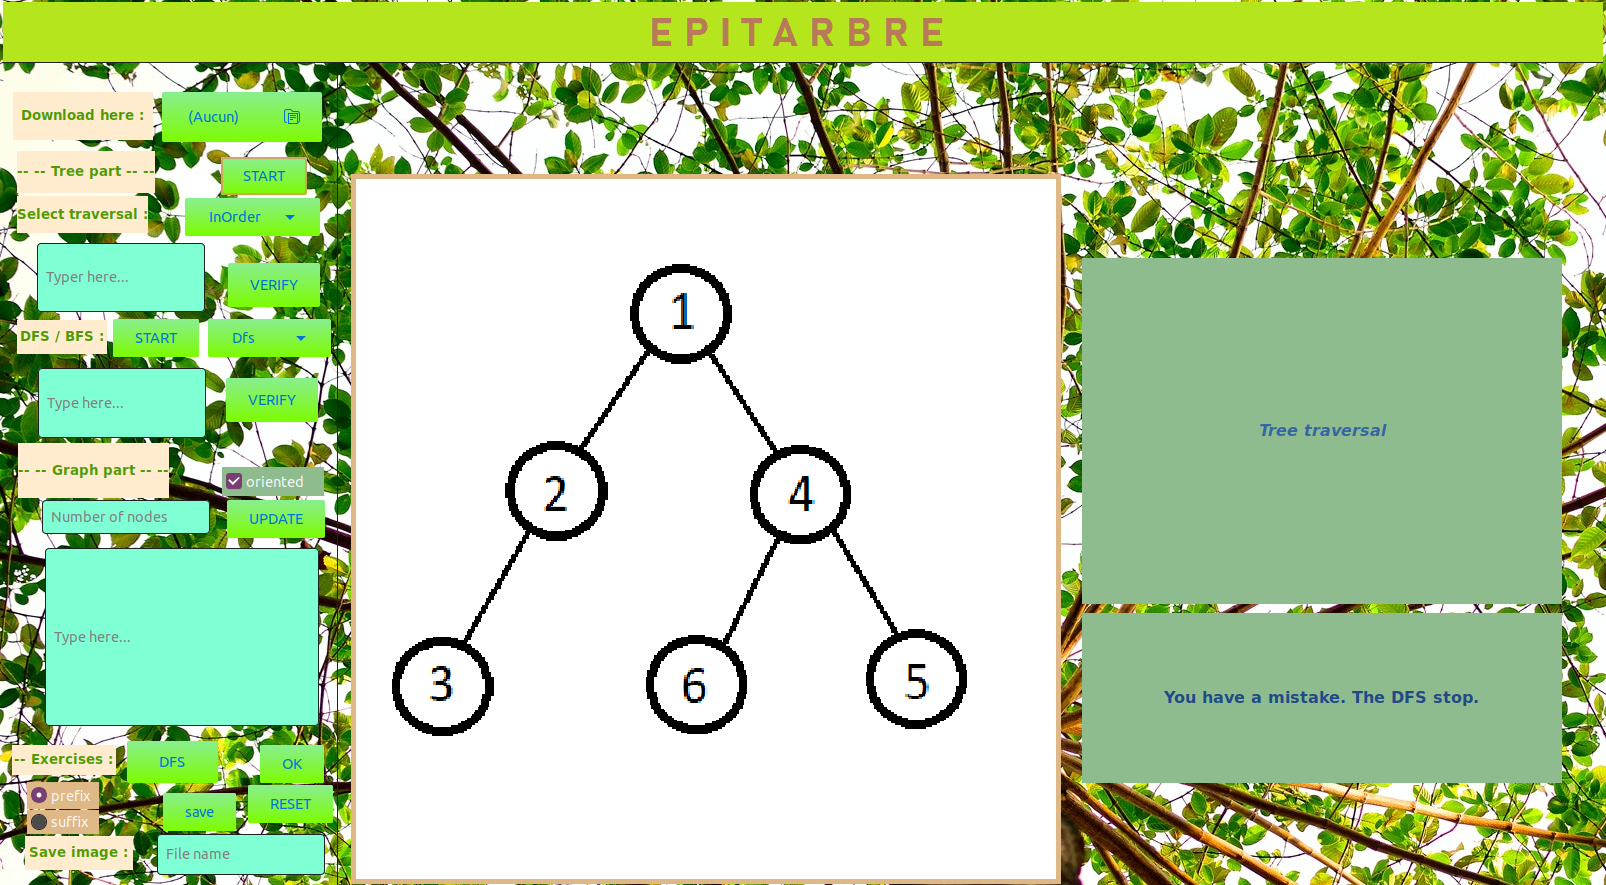 EPITARBRE
Download here :
(Aucun)
-- -- Tree part -- --
START
Select traversal :
InOrder
Typer here...
VERIFY
DFS / BFS :
START
Dfs
Type here...
VERIFY
-- -- Graph part -- --
oriented
Number of nodes
UPDATE
Type here...
-- Exercises :
DFS
OK
prefix
suffix
save
RESET
Save image :
File name
1
2
4
3
6
5
Tree traversal
You have a mistake. The DFS stop.